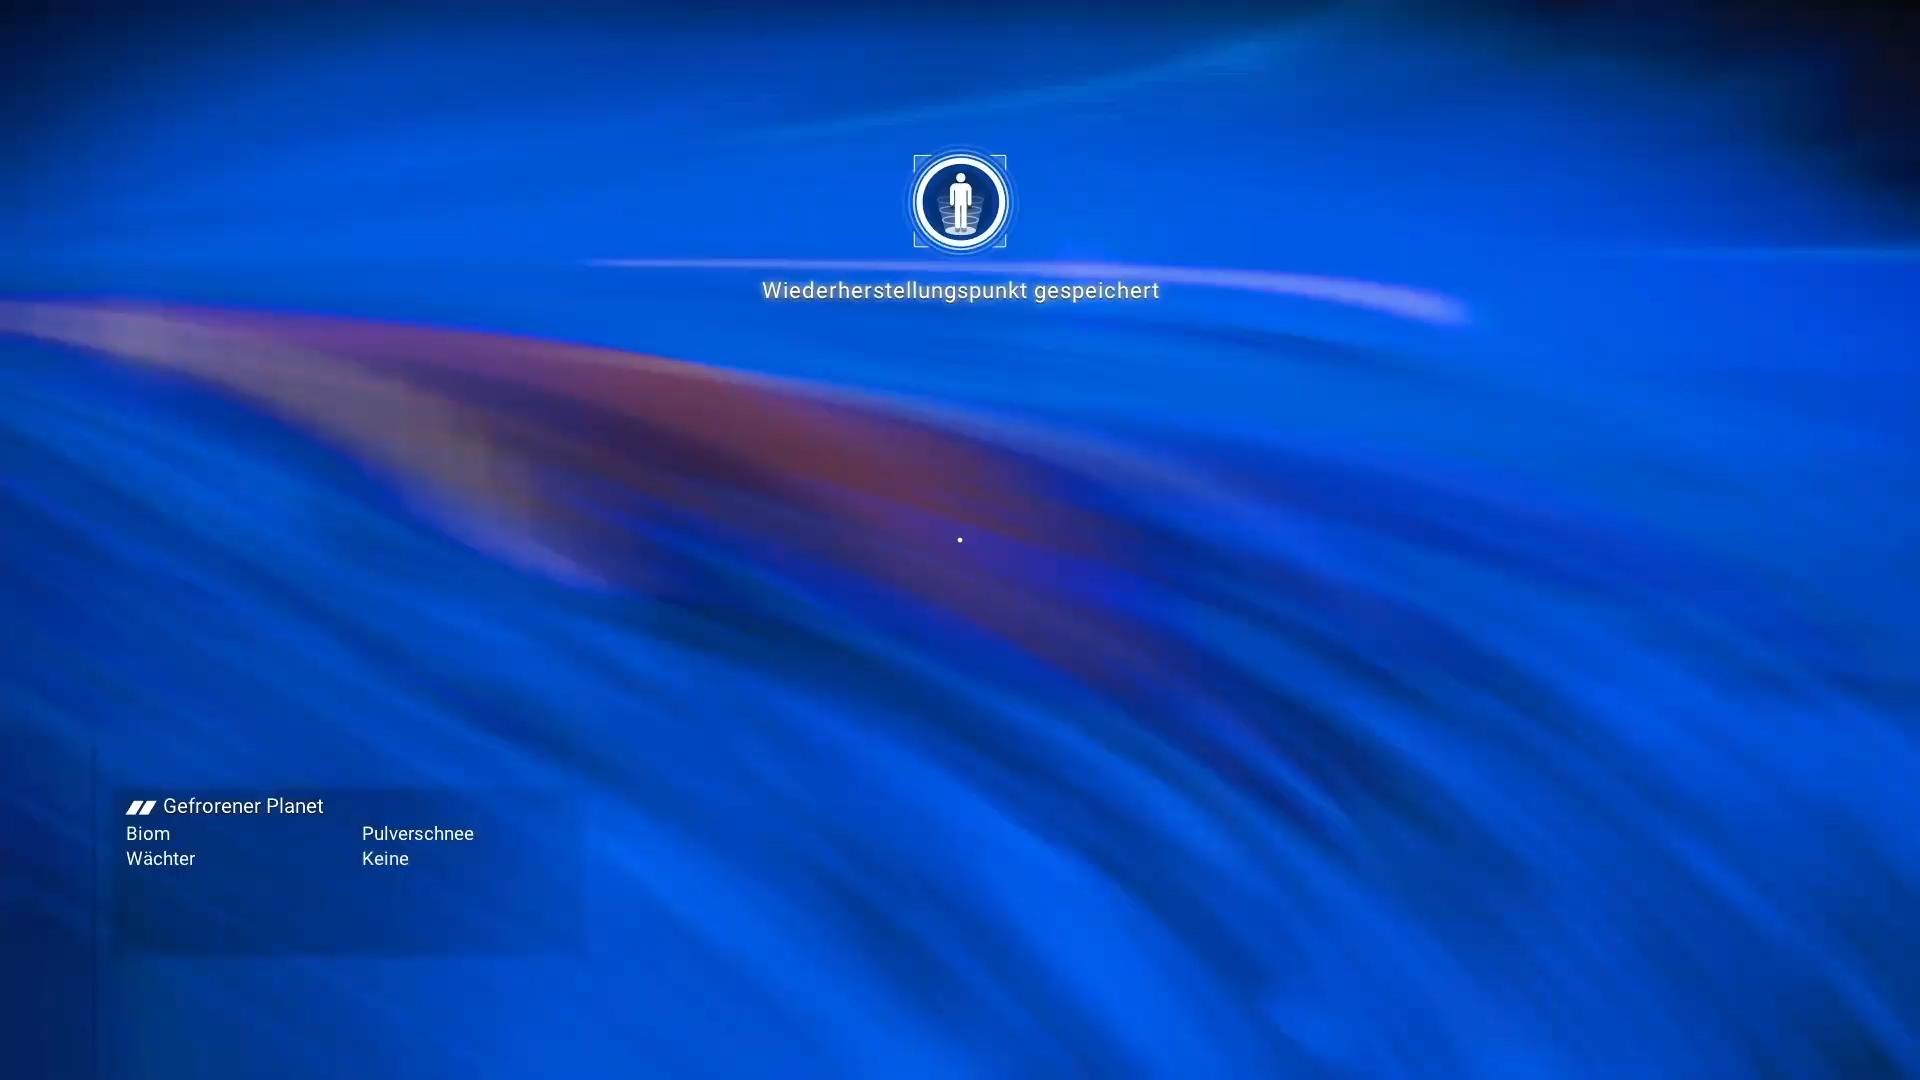 Wiederherstellungspunkt gespeichert
Gefrorener Planet
Biom Pulverschnee
Wächter Keine